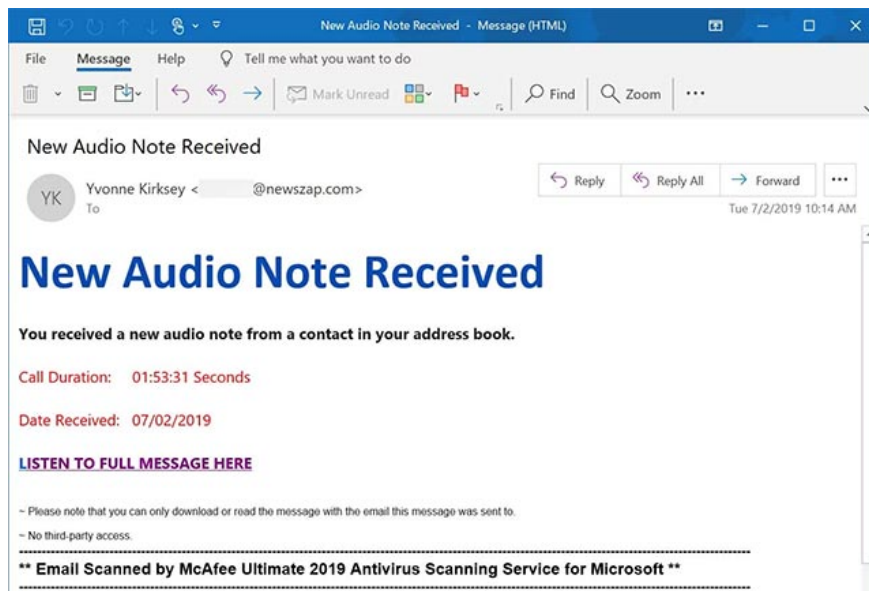 New Audio Note Received - Message (HTML)
File Message Help Tell me what you want to do
Mark Unread Find Zoom ...
New Audio Note Received
YK
Yvonne Kirksey < @newszap.com>
To
Reply Reply All Forward ...
Tue 7/2/2019 10:14 AM
New Audio Note Received
You received a new audio note from a contact in your address book.
Call Duration: 01:53:31 Seconds
Date Received: 07/02/2019
LISTEN TO FULL MESSAGE HERE
~ Please note that you can only download or read the message with the email this message was sent to.
~ No third-party access.
---------------------------------------------------------------------------
** Email Scanned by McAfee Ultimate 2019 Antivirus Scanning Service for Microsoft **
---------------------------------------------------------------------------